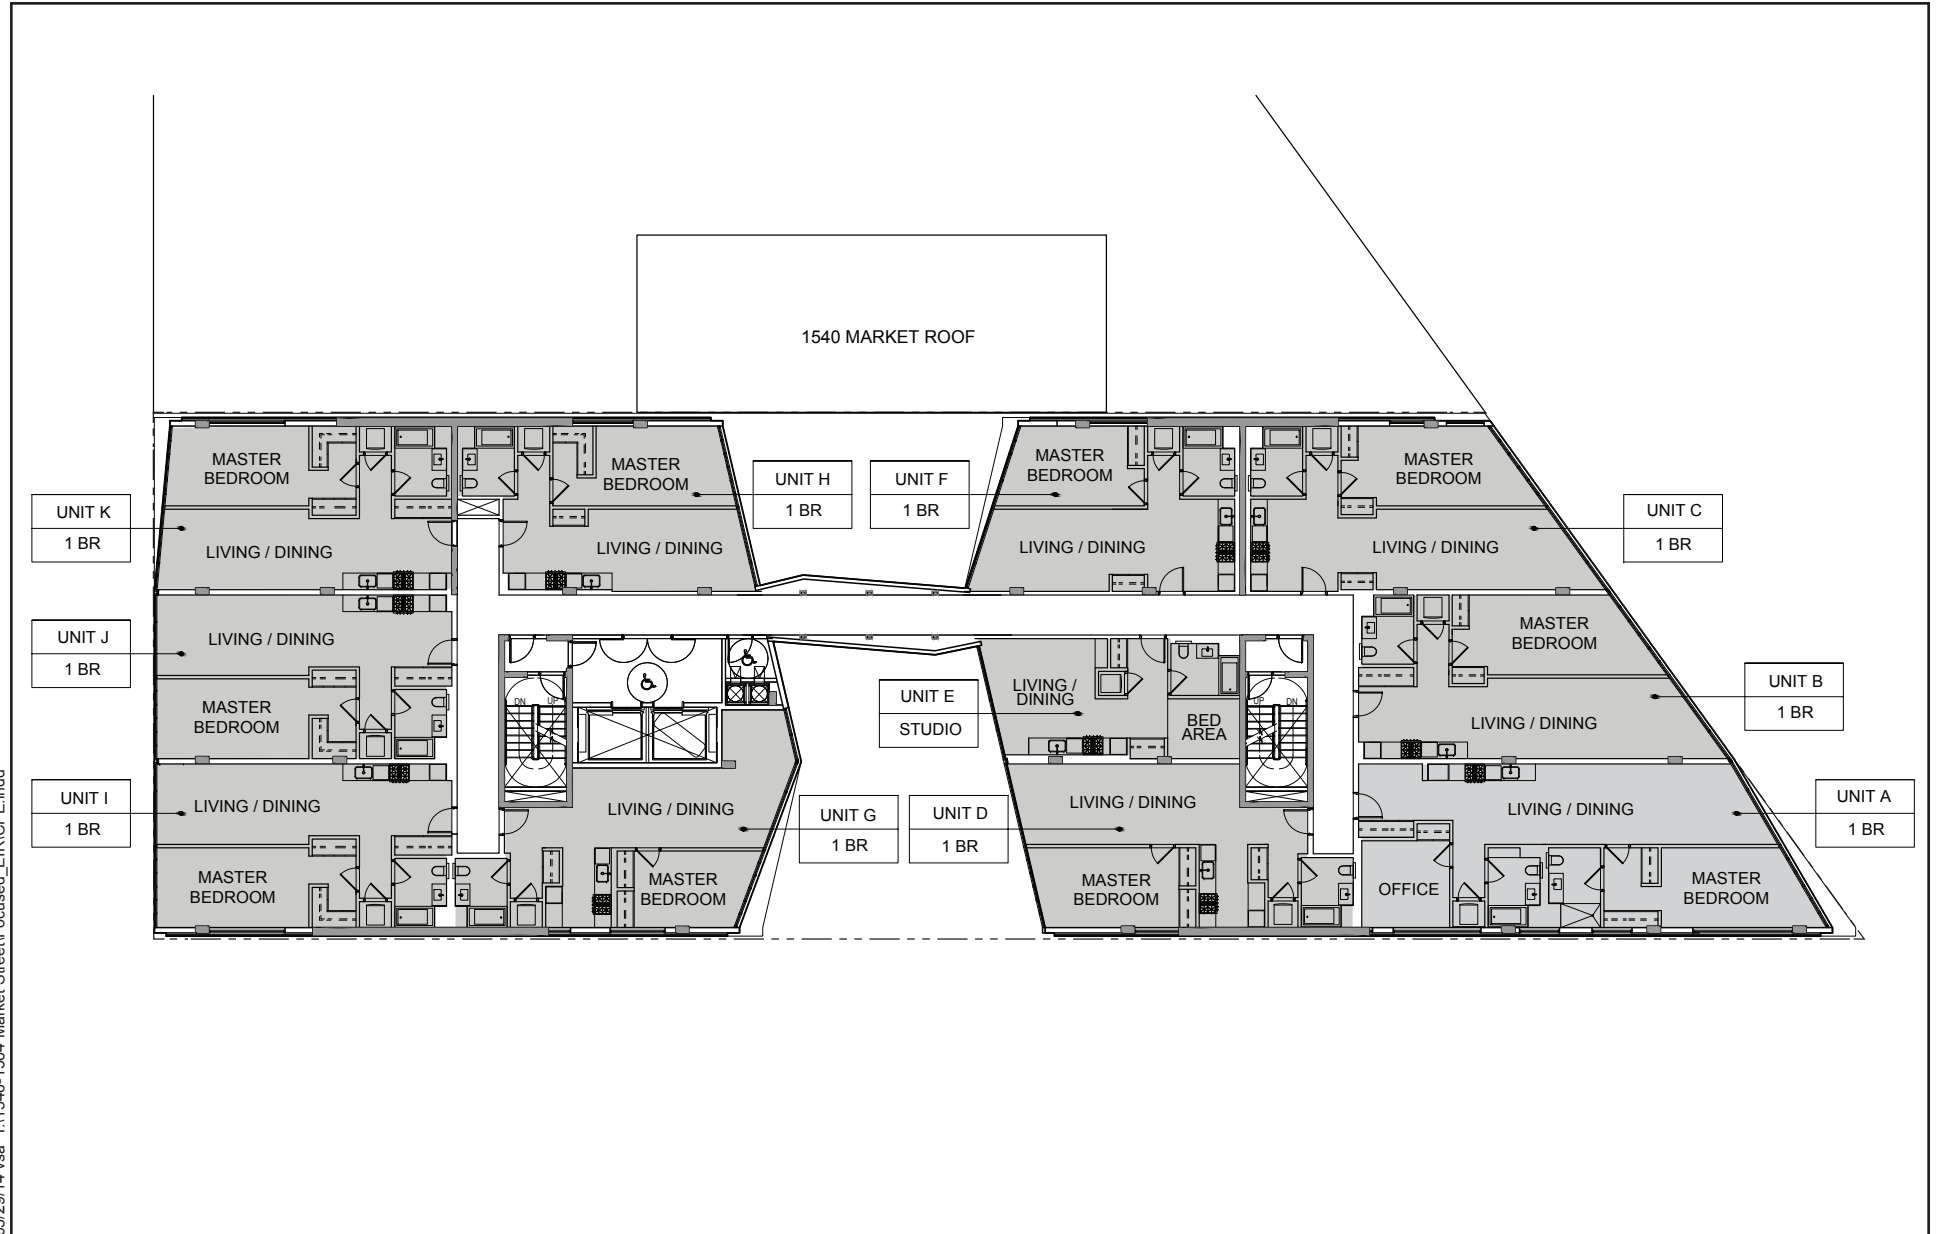 1540 MARKET ROOF
MASTER
BEDROOM
MASTER
BEDROOM
UNIT H
1 BR
UNIT F
1 BR
MASTER
BEDROOM
MASTER
BEDROOM
UNIT K
1 BR
UNIT C
1 BR
LIVING / DINING
LIVING / DINING
LIVING / DINING
LIVING / DINING
UNIT J
1 BR
LIVING / DINING
MASTER
BEDROOM
MASTER
BEDROOM
UNIT E
STUDIO
LIVING /
DINING
BED
AREA
UNIT B
1 BR
LIVING / DINING
DN
UP
UP
DN
UNIT I
1 BR
LIVING / DINING
LIVING / DINING
UNIT G
1 BR
UNIT D
1 BR
LIVING / DINING
LIVING / DINING
UNIT A
1 BR
MASTER
BEDROOM
MASTER
BEDROOM
MASTER
BEDROOM
OFFICE
MASTER
BEDROOM